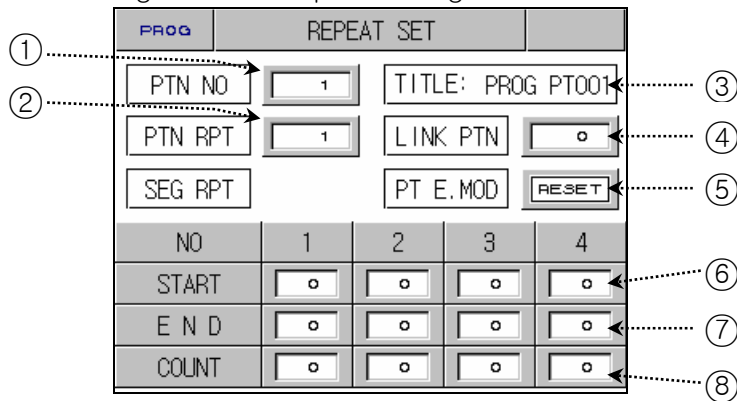 PROG REPEAT SET
① PTN NO 1 TITLE: PROG PT001 ③
② PTN RPT 1 LINK PTN 0 ④
SEG RPT PT E.MOD RESET ⑤
NO 1 2 3 4
START 0 0 0 0 ⑥
E N D 0 0 0 0 ⑦
COUNT 0 0 0 0 ⑧